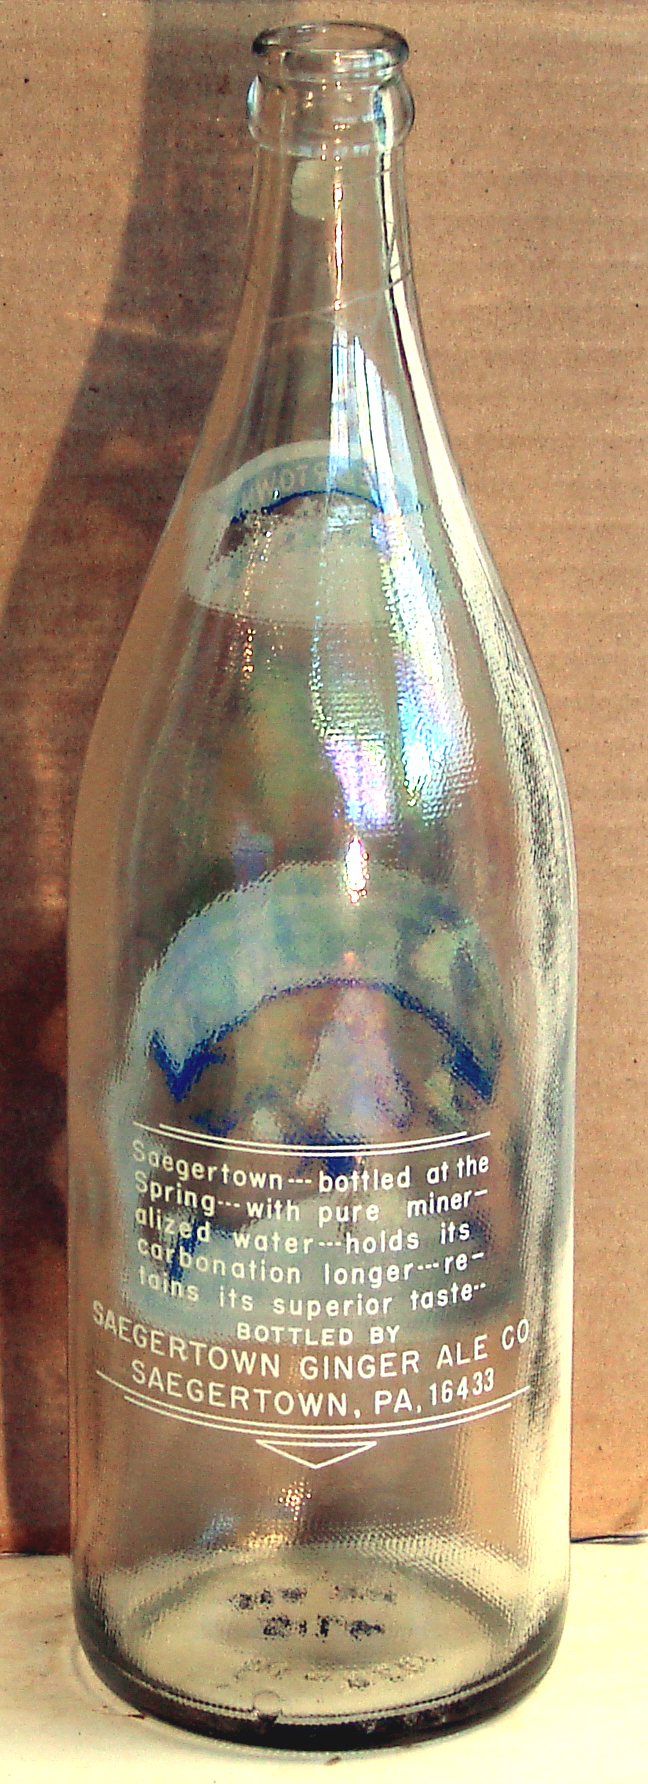 Saegertown---bottled at the
Spring---with pure miner-
alized water---holds its
carbonation longer---re-
tains its superior taste--
BOTTLED BY
SAEGERTOWN GINGER ALE CO
SAEGERTOWN, PA, 16433